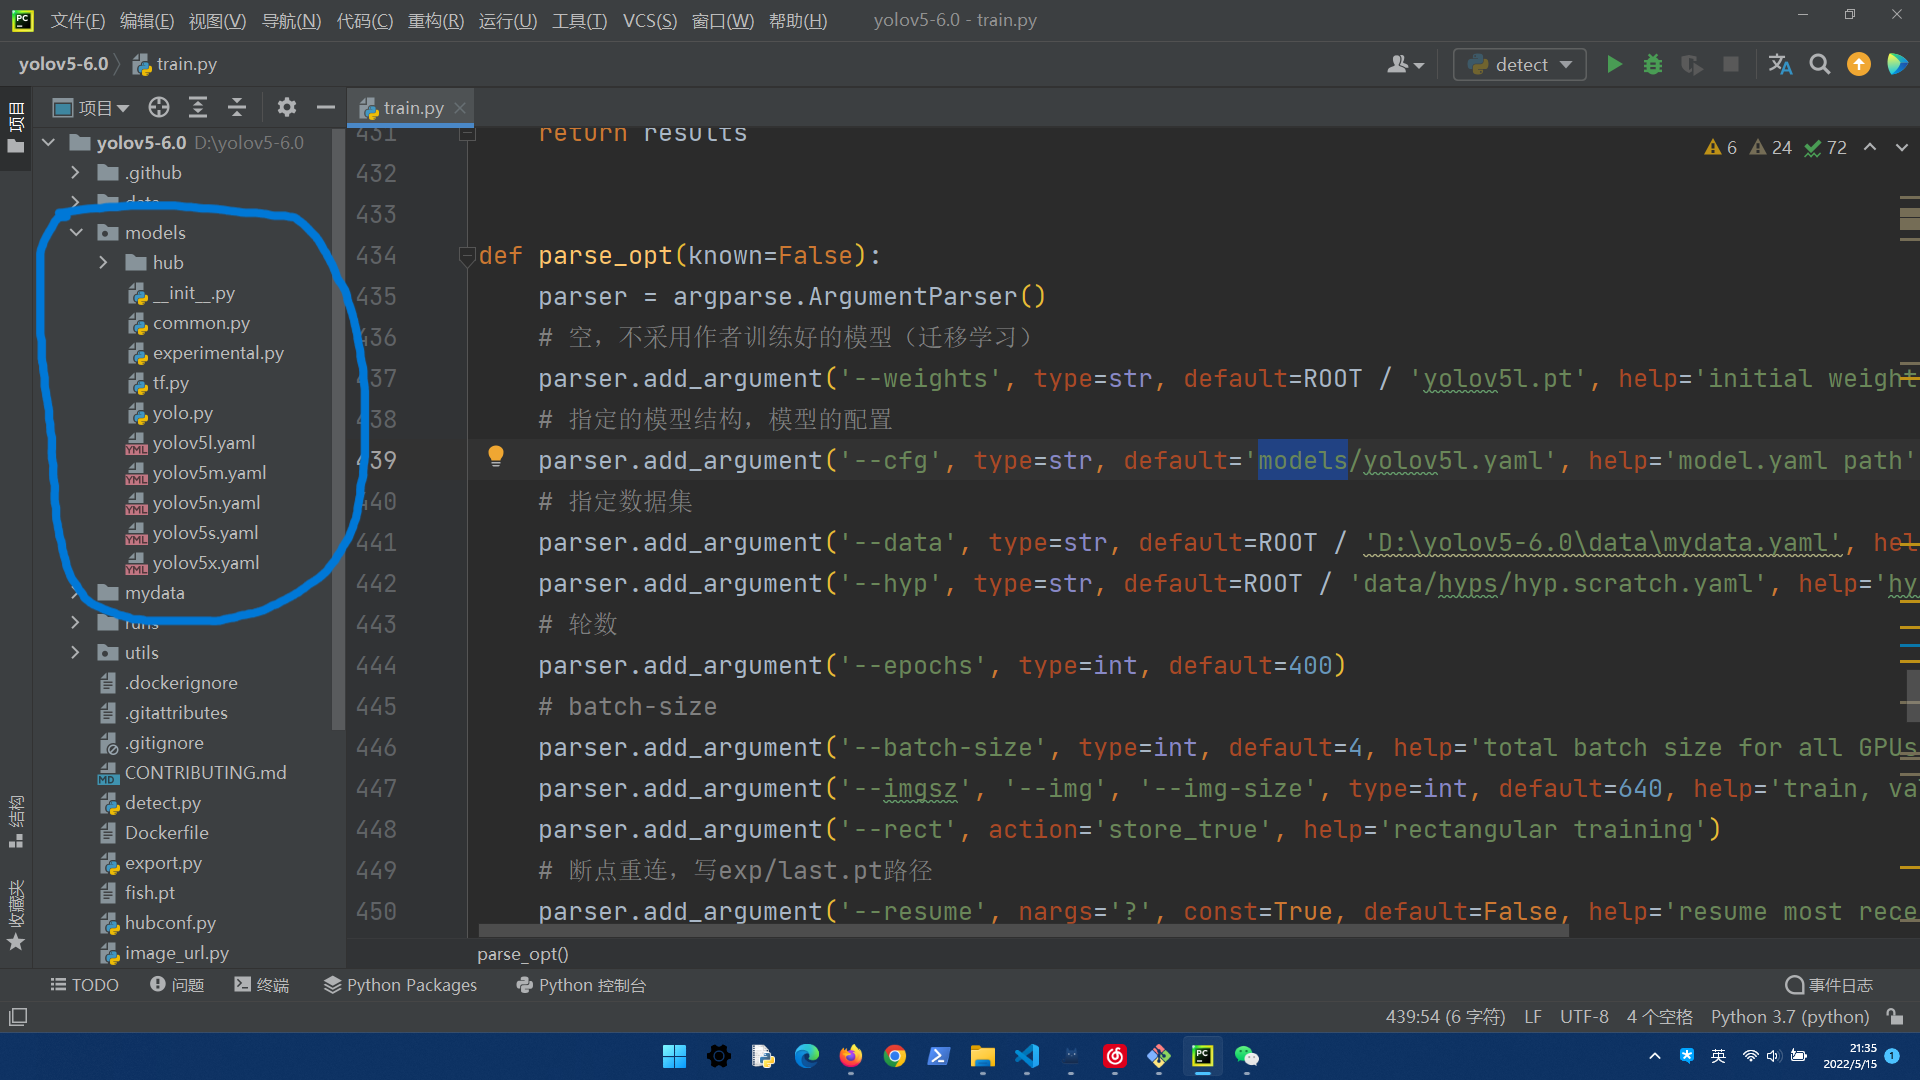 文件(F) 编辑(E) 视图(V) 导航(N) 代码(C) 重构(R) 运行(U) 工具(T) VCS(S) 窗口(W) 帮助(H) yolov5-6.0 - train.py
yolov5-6.0 train.py detect
项目 train.py
项目
结构
收藏夹
yolov5-6.0 D:\yolov5-6.0
.github
data
models
hub
__init__.py
common.py
experimental.py
tf.py
yolo.py
yolov5l.yaml
yolov5m.yaml
yolov5n.yaml
yolov5s.yaml
yolov5x.yaml
mydata
runs
utils
.dockerignore
.gitattributes
.gitignore
CONTRIBUTING.md
detect.py
Dockerfile
export.py
fish.pt
hubconf.py
image_url.py
6 24 72
431 return results
432
433
434 def parse_opt(known=False):
435 parser = argparse.ArgumentParser()
436 # 空，不采用作者训练好的模型（迁移学习）
437 parser.add_argument('--weights', type=str, default=ROOT / 'yolov5l.pt', help='initial weight
438 # 指定的模型结构，模型的配置
439 parser.add_argument('--cfg', type=str, default='models/yolov5l.yaml', help='model.yaml path'
440 # 指定数据集
441 parser.add_argument('--data', type=str, default=ROOT / 'D:\yolov5-6.0\data\mydata.yaml', hel
442 parser.add_argument('--hyp', type=str, default=ROOT / 'data/hyps/hyp.scratch.yaml', help='hy
443 # 轮数
444 parser.add_argument('--epochs', type=int, default=400)
445 # batch-size
446 parser.add_argument('--batch-size', type=int, default=4, help='total batch size for all GPUs
447 parser.add_argument('--imgsz', '--img', '--img-size', type=int, default=640, help='train, va
448 parser.add_argument('--rect', action='store_true', help='rectangular training')
449 # 断点重连，写exp/last.pt路径
450 parser.add_argument('--resume', nargs='?', const=True, default=False, help='resume most rece
parse_opt()
TODO 问题 终端 Python Packages Python 控制台 事件日志
439:54 (6 字符) LF UTF-8 4 个空格 Python 3.7 (python)
英 21:35
2022/5/15 1